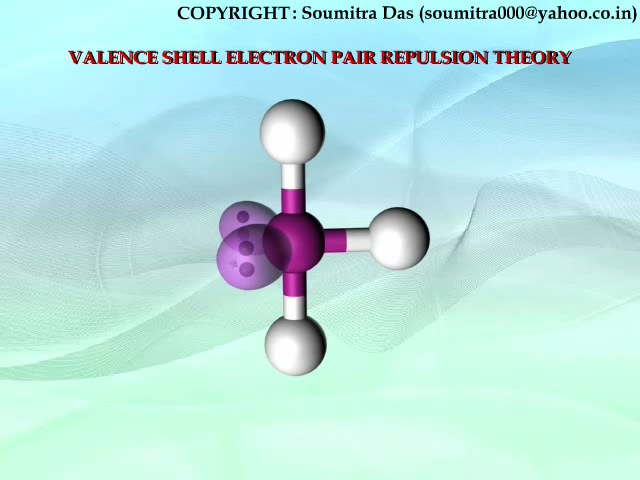 COPYRIGHT : Soumitra Das (soumitra000@yahoo.co.in)
VALENCE SHELL ELECTRON PAIR REPULSION THEORY